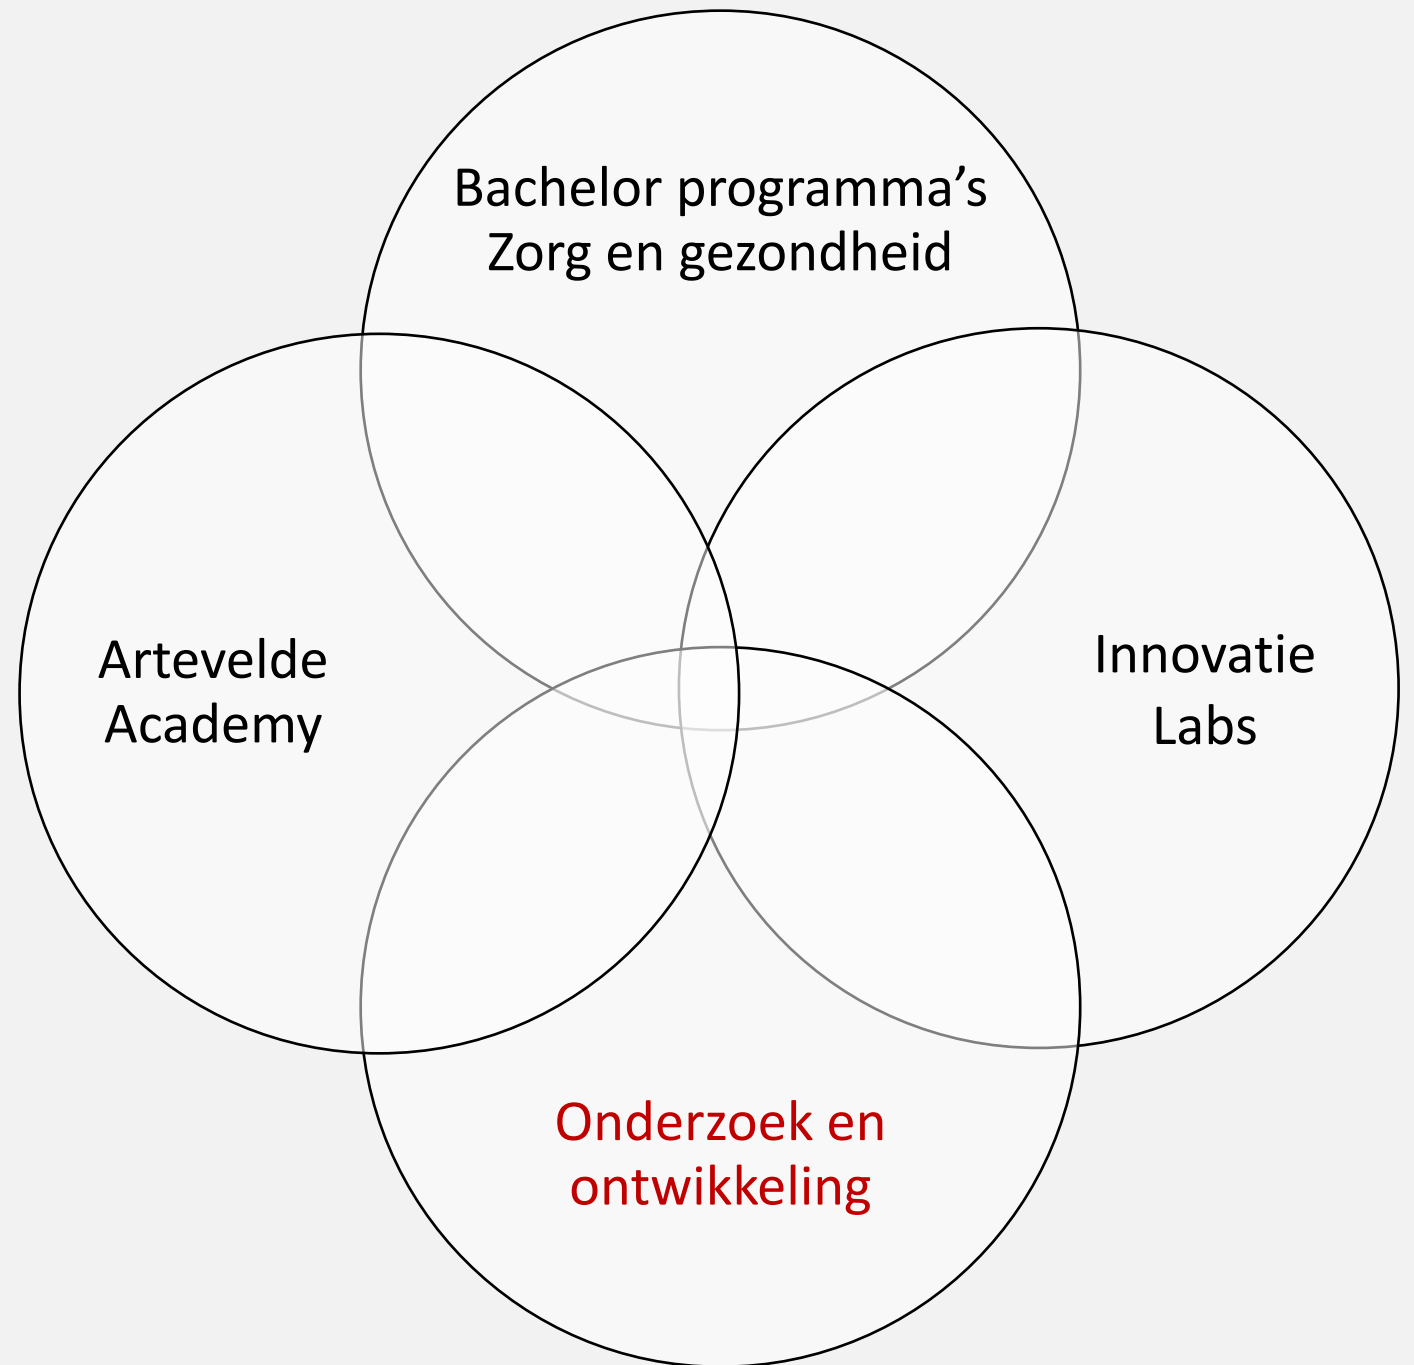 Bachelor programma’s
Zorg en gezondheid
Artevelde
Academy
Innovatie
Labs
Onderzoek en
ontwikkeling